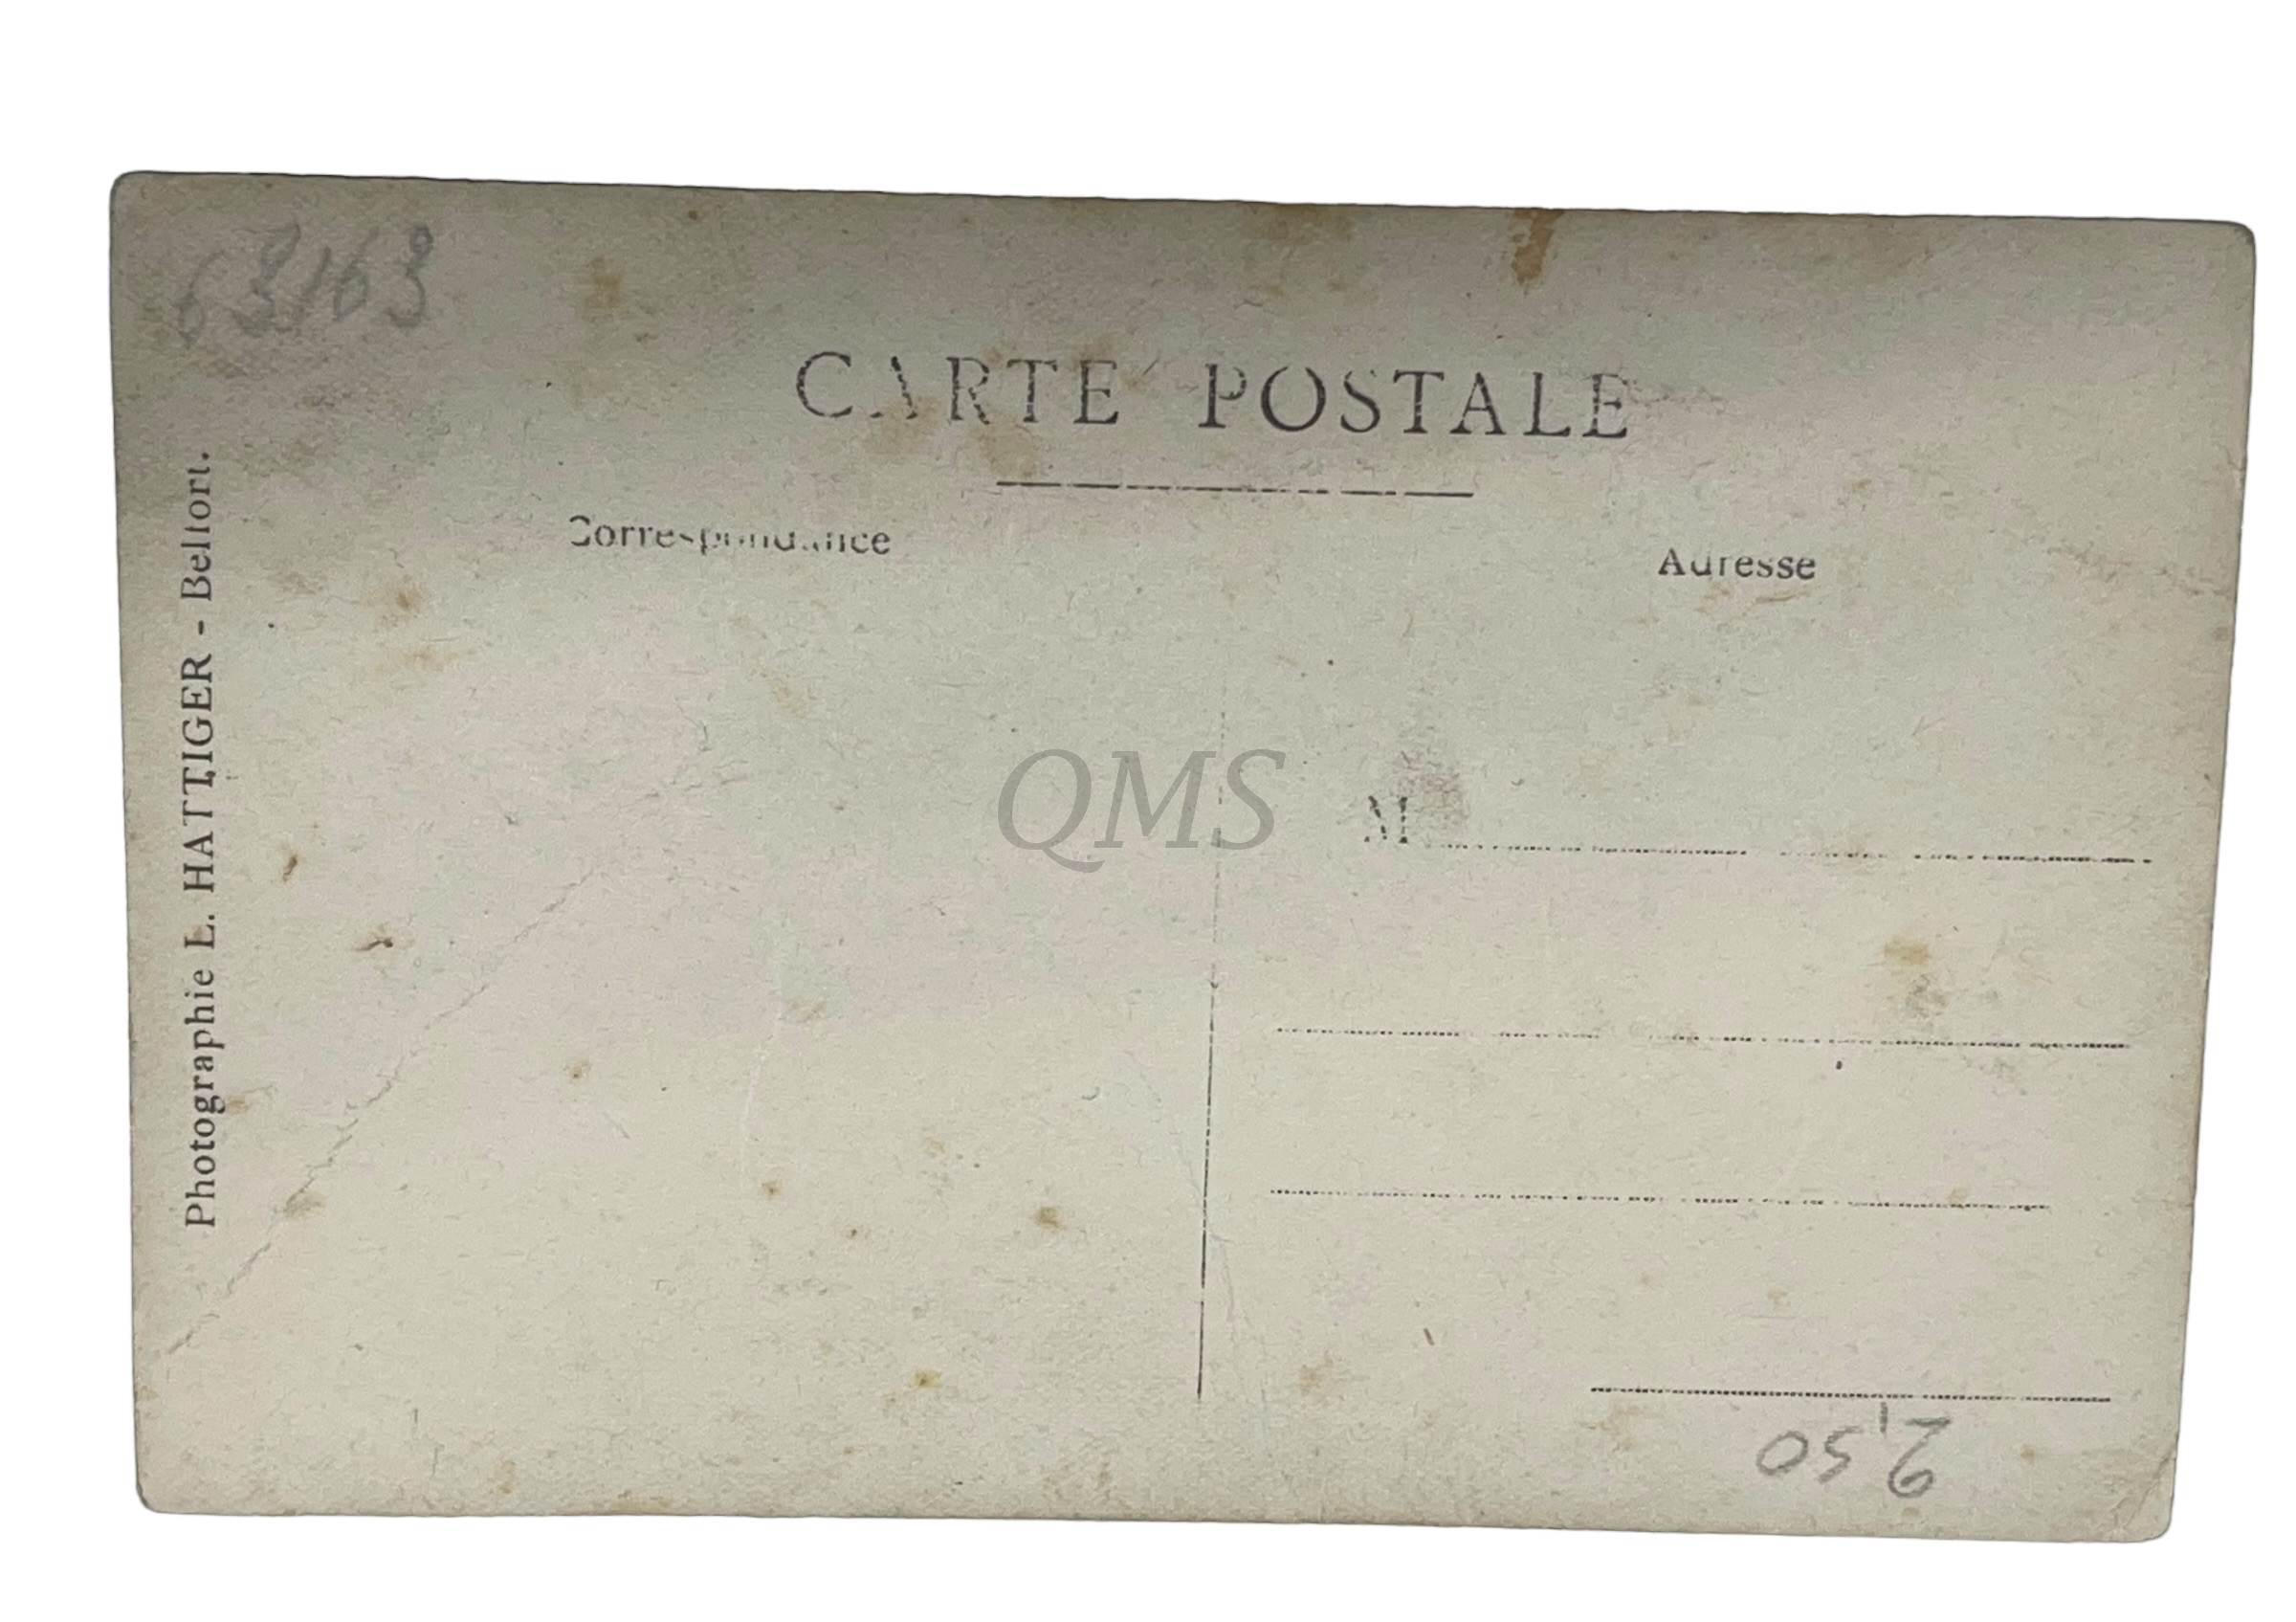 63163
CARTE POSTALE
Correspondance
Adresse
Photographie L. HATTIGER - Belfort.
QMS
M
2,50